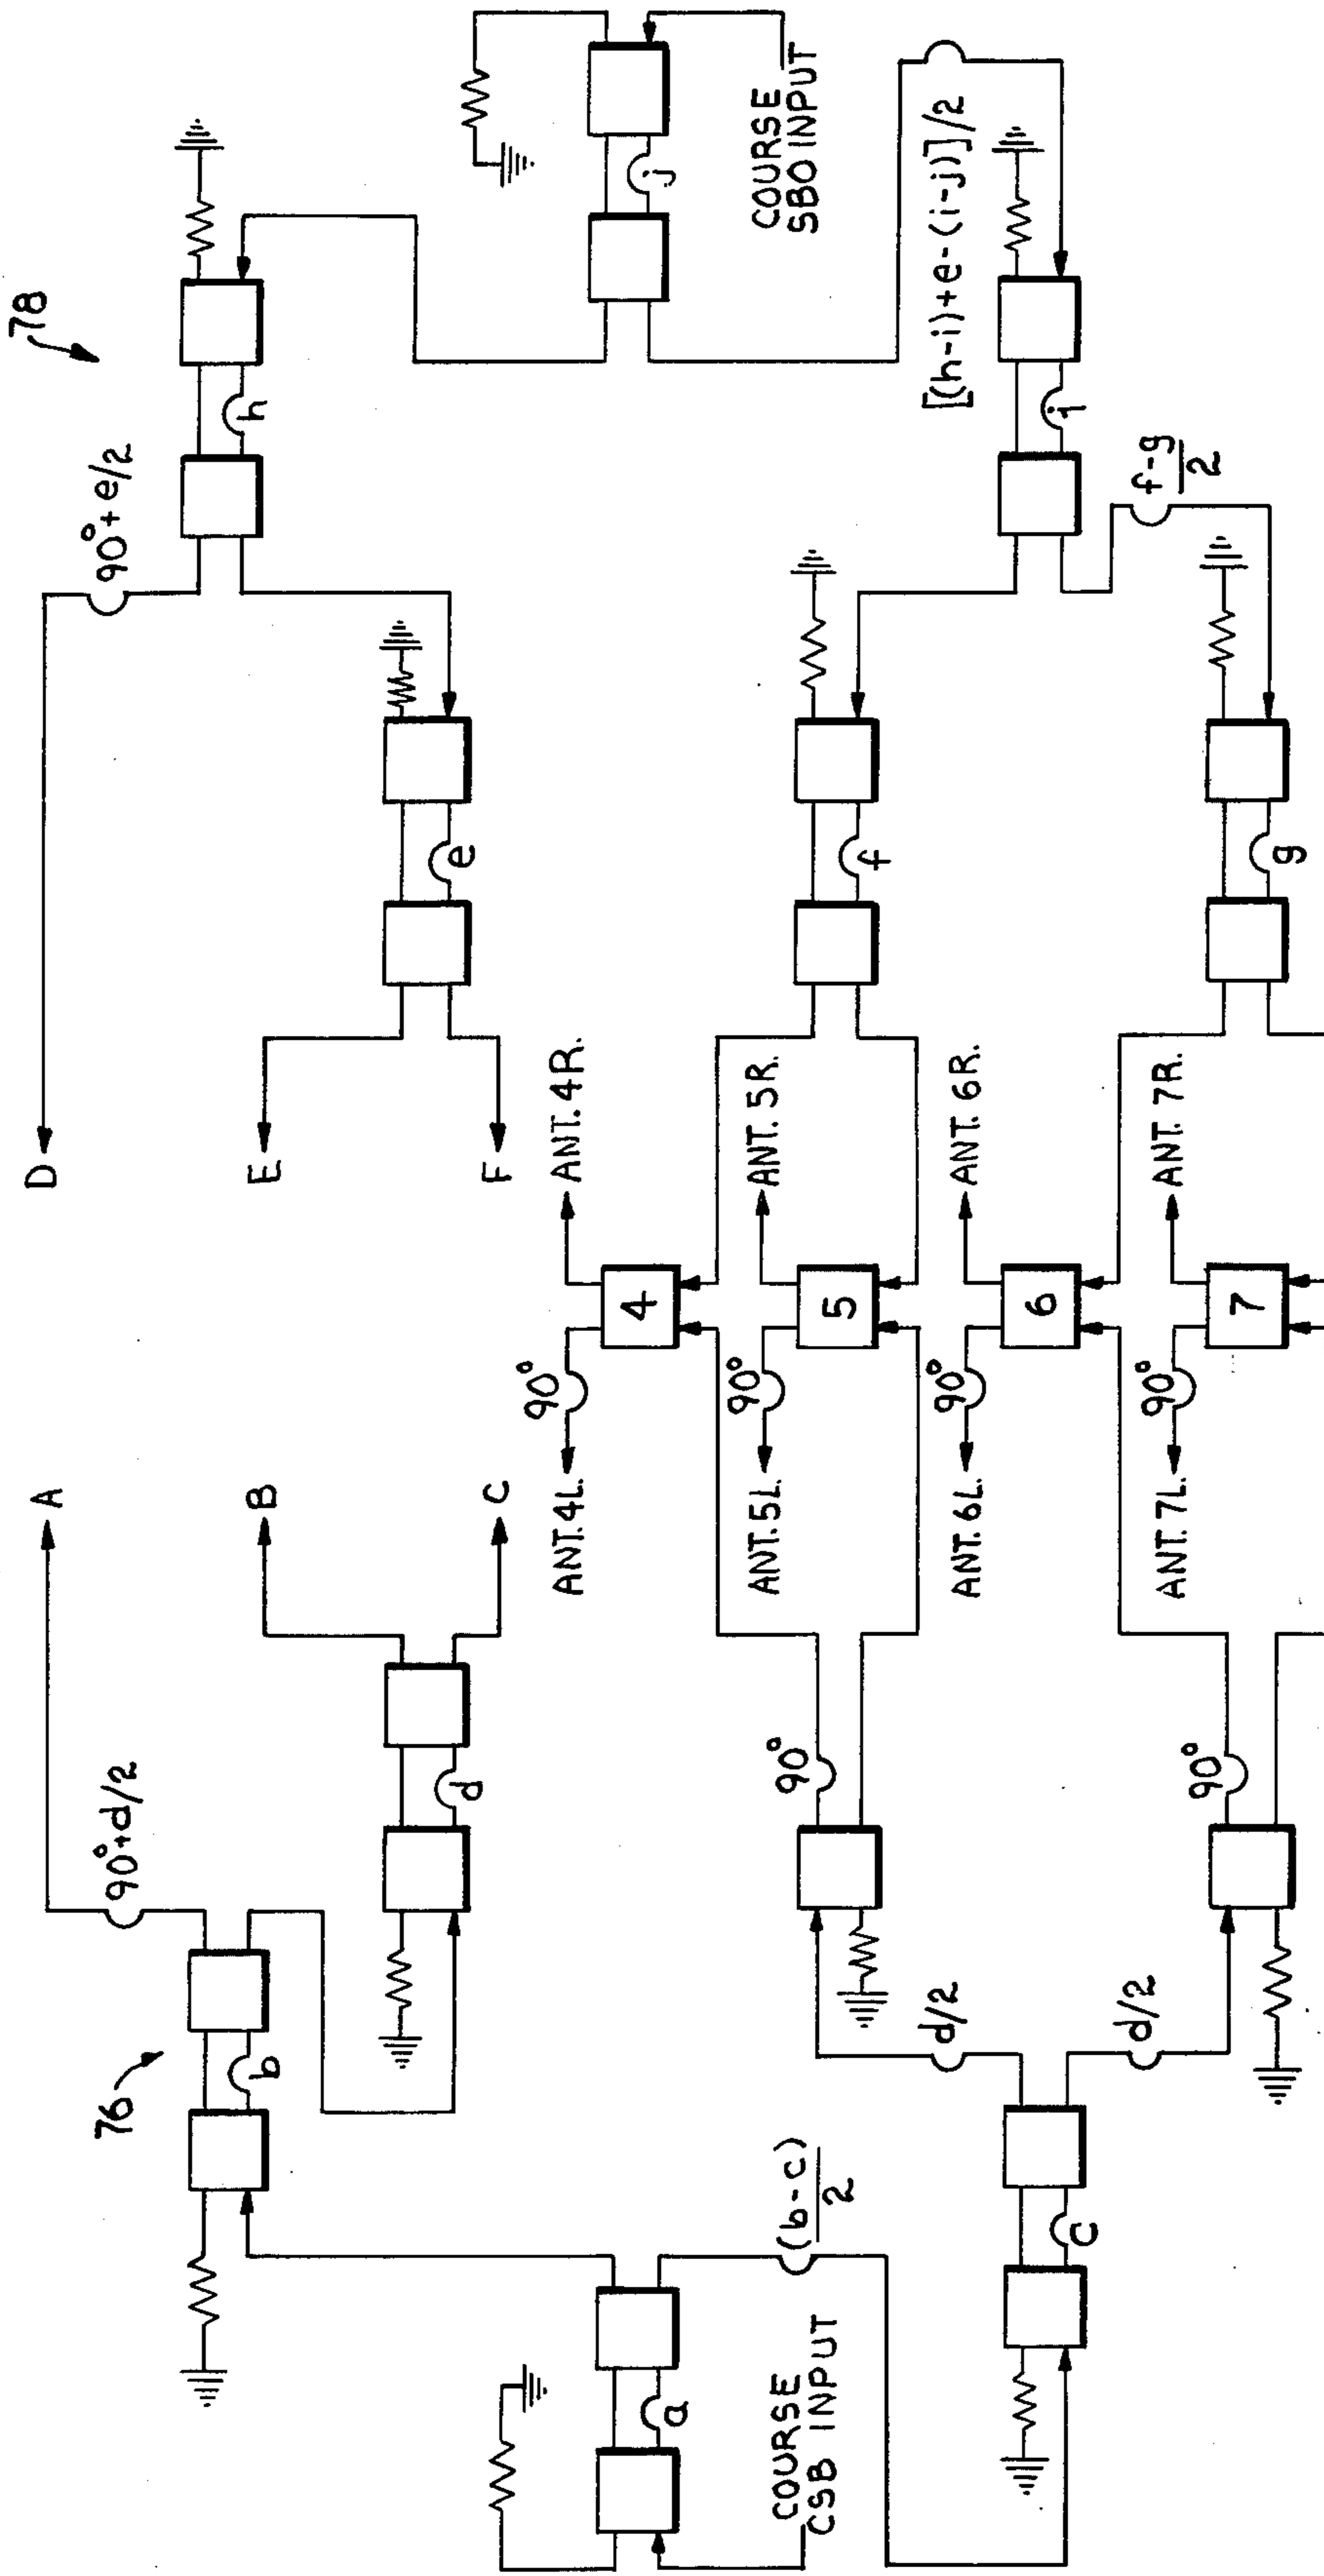 78
A
D
90°+d/2
90°+e/2
76
b
h
B
E
d
e
C
F
90°
ANT.4L.
ANT.4R.
4
a
j
COURSE
CSB INPUT
(b-c)
2
COURSE
SBO INPUT
90°
90°
ANT.5L.
ANT.5R.
5
f
d/2
[(h-i)+e-(i-j)]/2
90°
ANT.6L.
ANT.6R.
6
c
i
d/2
f-g
2
90°
90°
ANT.7L.
ANT.7R.
7
g